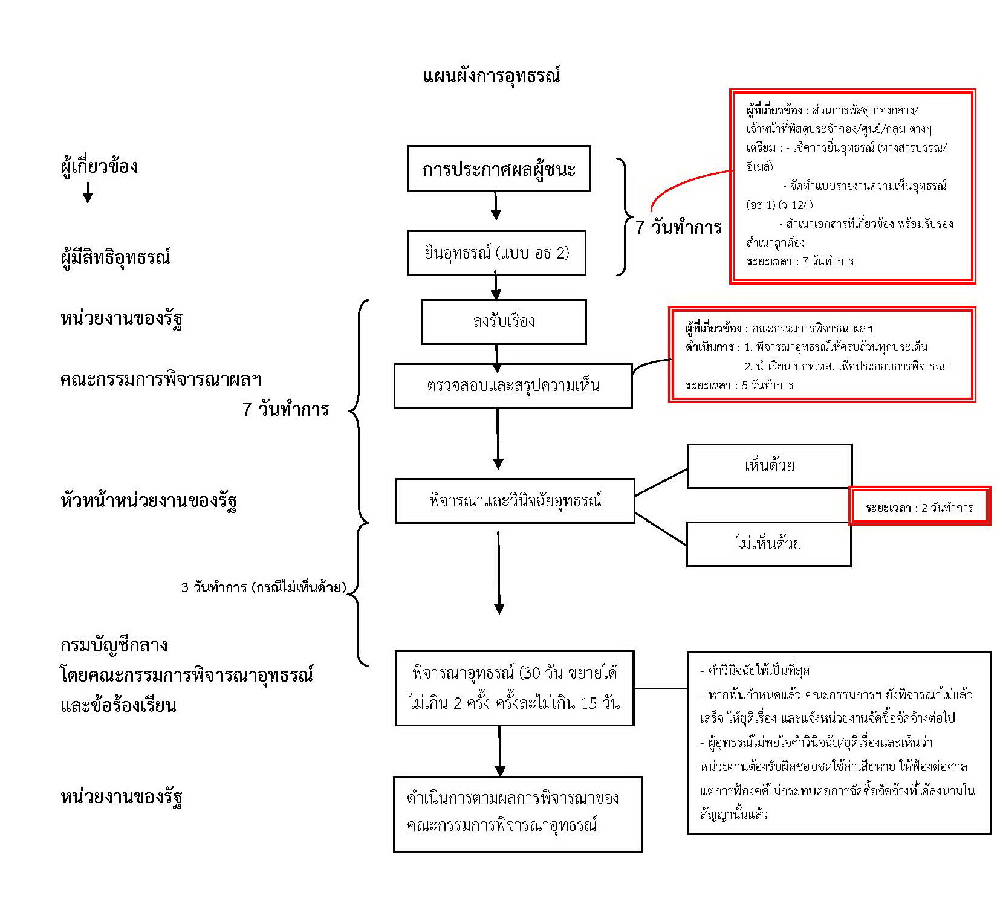 แผนผังการอุทธรณ์
ผู้ที่เกี่ยวข้อง : ส่วนการพัสดุ กองกลาง/
เจ้าหน้าที่พัสดุประจำกอง/ศูนย์/กลุ่ม ต่างๆ
เตรียม : - เช็คการยื่นอุทธรณ์ (ทางสารบรรณ/
อีเมล์)
- จัดทำแบบรายงานความเห็นอุทธรณ์
(อธ 1) (ว 124)
- สำเนาเอกสารที่เกี่ยวข้อง พร้อมรับรอง
สำเนาถูกต้อง
ระยะเวลา : 7 วันทำการ
ผู้เกี่ยวข้อง
การประกาศผลผู้ชนะ
7 วันทำการ
ผู้มีสิทธิอุทธรณ์
ยื่นอุทธรณ์ (แบบ อธ 2)
หน่วยงานของรัฐ
ลงรับเรื่อง
ผู้ที่เกี่ยวข้อง : คณะกรรมการพิจารณาผลฯ
ดำเนินการ : 1. พิจารณาอุทธรณ์ให้ครบถ้วนทุกประเด็น
2. นำเรียน ปกท.ทส. เพื่อประกอบการพิจารณา
ระยะเวลา : 5 วันทำการ
คณะกรรมการพิจารณาผลฯ
ตรวจสอบและสรุปความเห็น
7 วันทำการ
เห็นด้วย
หัวหน้าหน่วยงานของรัฐ
พิจารณาและวินิจฉัยอุทธรณ์
ระยะเวลา : 2 วันทำการ
ไม่เห็นด้วย
3 วันทำการ (กรณีไม่เห็นด้วย)
กรมบัญชีกลาง
โดยคณะกรรมการพิจารณาอุทธรณ์
และข้อร้องเรียน
พิจารณาอุทธรณ์ (30 วัน ขยายได้
ไม่เกิน 2 ครั้ง ครั้งละไม่เกิน 15 วัน
- คำวินิจฉัยให้เป็นที่สุด
- หากพ้นกำหนดแล้ว คณะกรรมการฯ ยังพิจารณาไม่แล้ว
เสร็จ ให้ยุติเรื่อง และแจ้งหน่วยงานจัดซื้อจัดจ้างต่อไป
- ผู้อุทธรณ์ไม่พอใจคำวินิจฉัย/ยุติเรื่องและเห็นว่า
หน่วยงานต้องรับผิดชอบชดใช้ค่าเสียหาย ให้ฟ้องต่อศาล
แต่การฟ้องคดีไม่กระทบต่อการจัดซื้อจัดจ้างที่ได้ลงนามใน
สัญญานั้นแล้ว
หน่วยงานของรัฐ
ดำเนินการตามผลการพิจารณาของ
คณะกรรมการพิจารณาอุทธรณ์